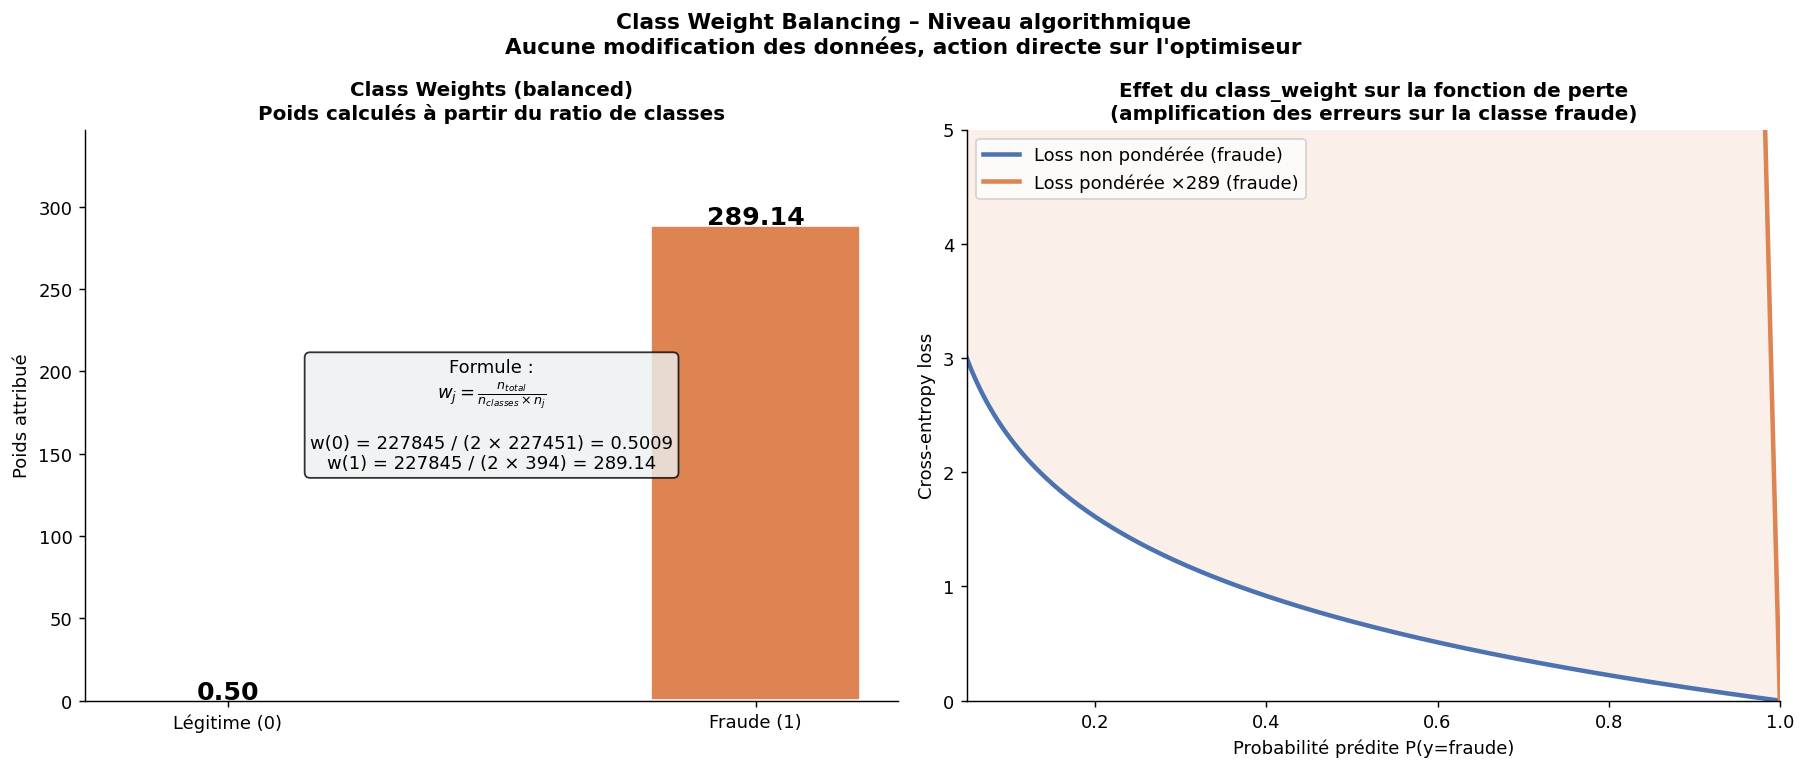 Class Weight Balancing – Niveau algorithmique
Aucune modification des données, action directe sur l'optimiseur
Class Weights (balanced)
Poids calculés à partir du ratio de classes
Poids attribué
300
250
200
150
100
50
0
289.14
0.50
Formule :
w_j = n_total / (n_classes × n_j)
w(0) = 227845 / (2 × 227451) = 0.5009
w(1) = 227845 / (2 × 394) = 289.14
Légitime (0)
Fraude (1)
Effet du class_weight sur la fonction de perte
(amplification des erreurs sur la classe fraude)
Loss non pondérée (fraude)
Loss pondérée ×289 (fraude)
Cross-entropy loss
5
4
3
2
1
0
0.2
0.4
0.6
0.8
1.0
Probabilité prédite P(y=fraude)